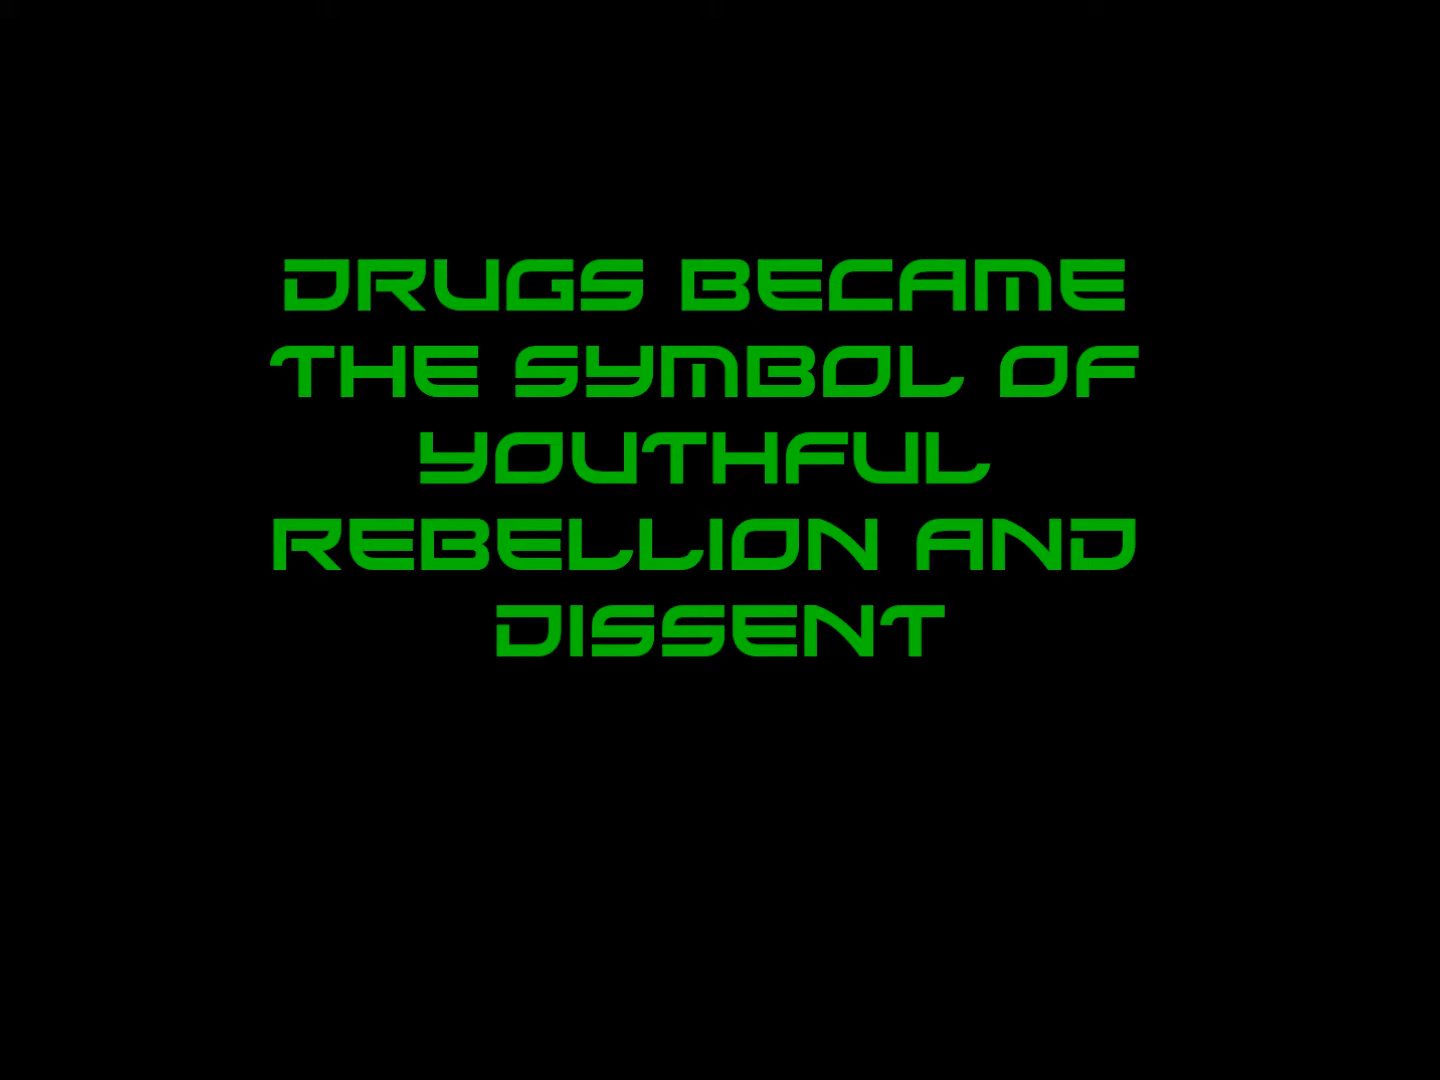 DRUGS BECAME
THE SYMBOL OF
YOUTHFUL
REBELLION AND
DISSENT